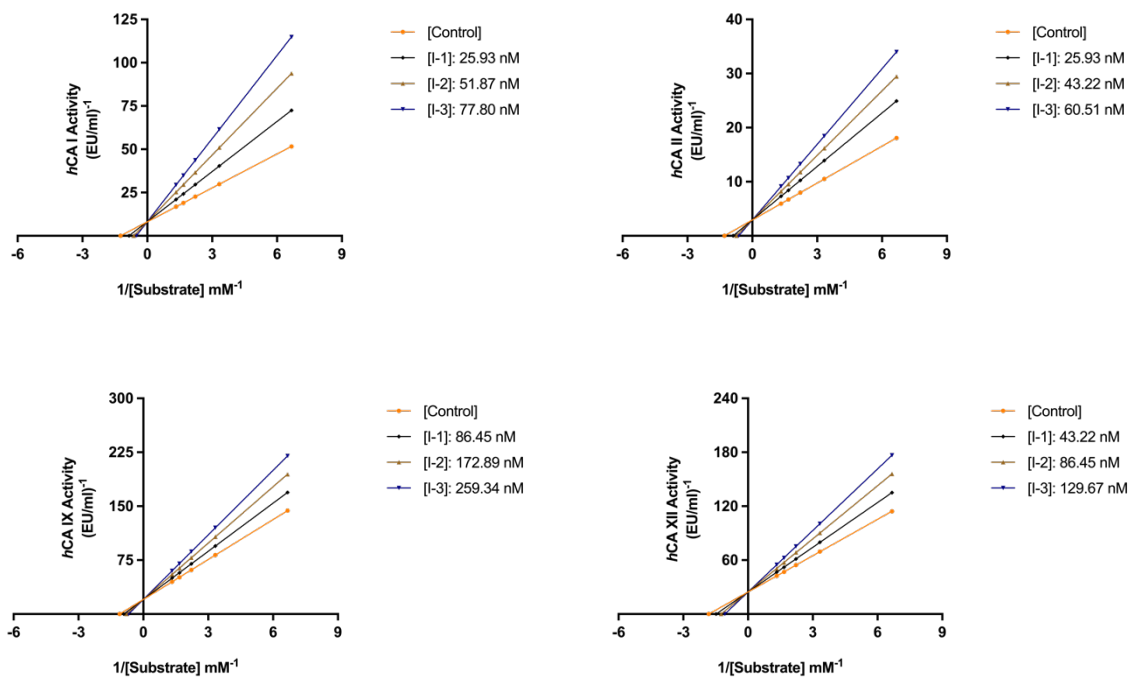 125
100
75
50
25
-6 -3 0 3 6 9
hCA I Activity
(EU/ml)⁻¹
1/[Substrate] mM⁻¹
[Control]
[I-1]: 25.93 nM
[I-2]: 51.87 nM
[I-3]: 77.80 nM
40
30
20
10
-6 -3 0 3 6 9
hCA II Activity
(EU/ml)⁻¹
1/[Substrate] mM⁻¹
[Control]
[I-1]: 25.93 nM
[I-2]: 43.22 nM
[I-3]: 60.51 nM
300
225
150
75
-6 -3 0 3 6 9
hCA IX Activity
(EU/ml)⁻¹
1/[Substrate] mM⁻¹
[Control]
[I-1]: 86.45 nM
[I-2]: 172.89 nM
[I-3]: 259.34 nM
240
180
120
60
-6 -3 0 3 6 9
hCA XII Activity
(EU/ml)⁻¹
1/[Substrate] mM⁻¹
[Control]
[I-1]: 43.22 nM
[I-2]: 86.45 nM
[I-3]: 129.67 nM